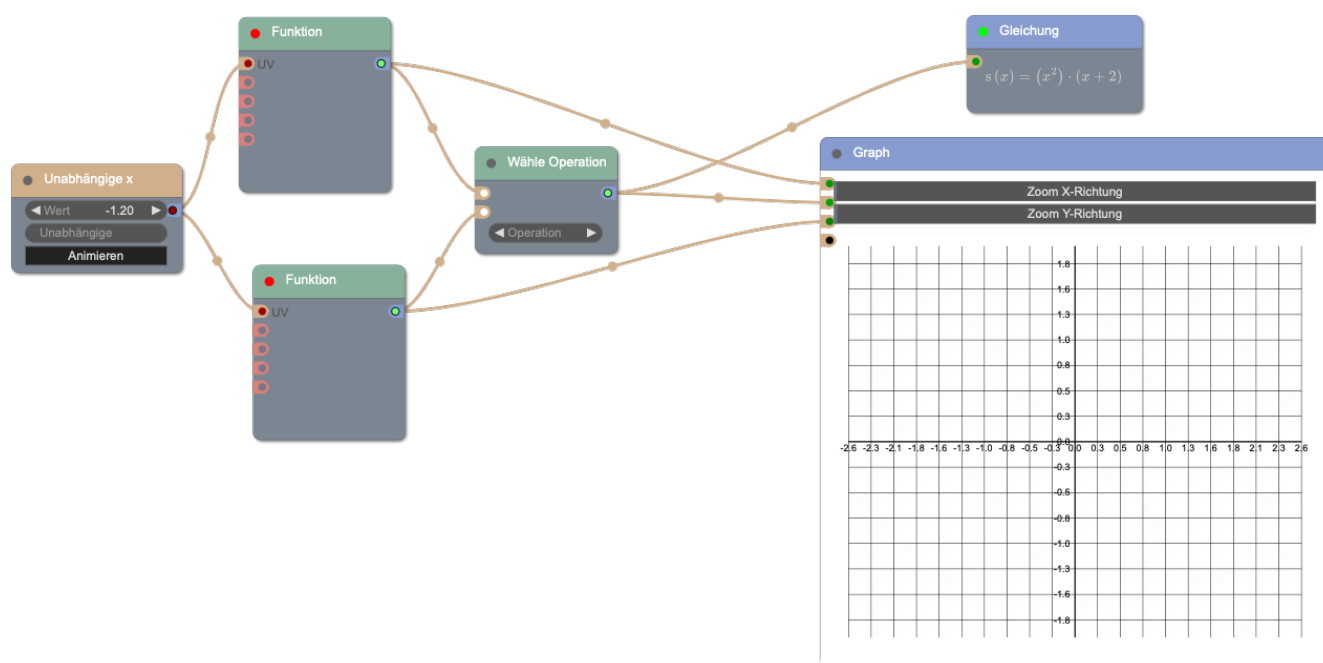 Funktion
UV
Gleichung
s (x) = (x²) · (x + 2)
Wähle Operation
Operation
Graph
Zoom X-Richtung
Zoom Y-Richtung
Unabhängige x
Wert -1.20
Unabhängige
Animieren
Funktion
UV
1.8
1.6
1.3
1.0
0.8
0.5
0.3
0.0
-2.6 -2.3 -2.1 -1.8 -1.6 -1.3 -1.0 -0.8 -0.5 -0.3 0.0 0.3 0.5 0.8 1.0 1.3 1.6 1.8 2.1 2.3 2.6
-0.3
-0.5
-0.8
-1.0
-1.3
-1.6
-1.8